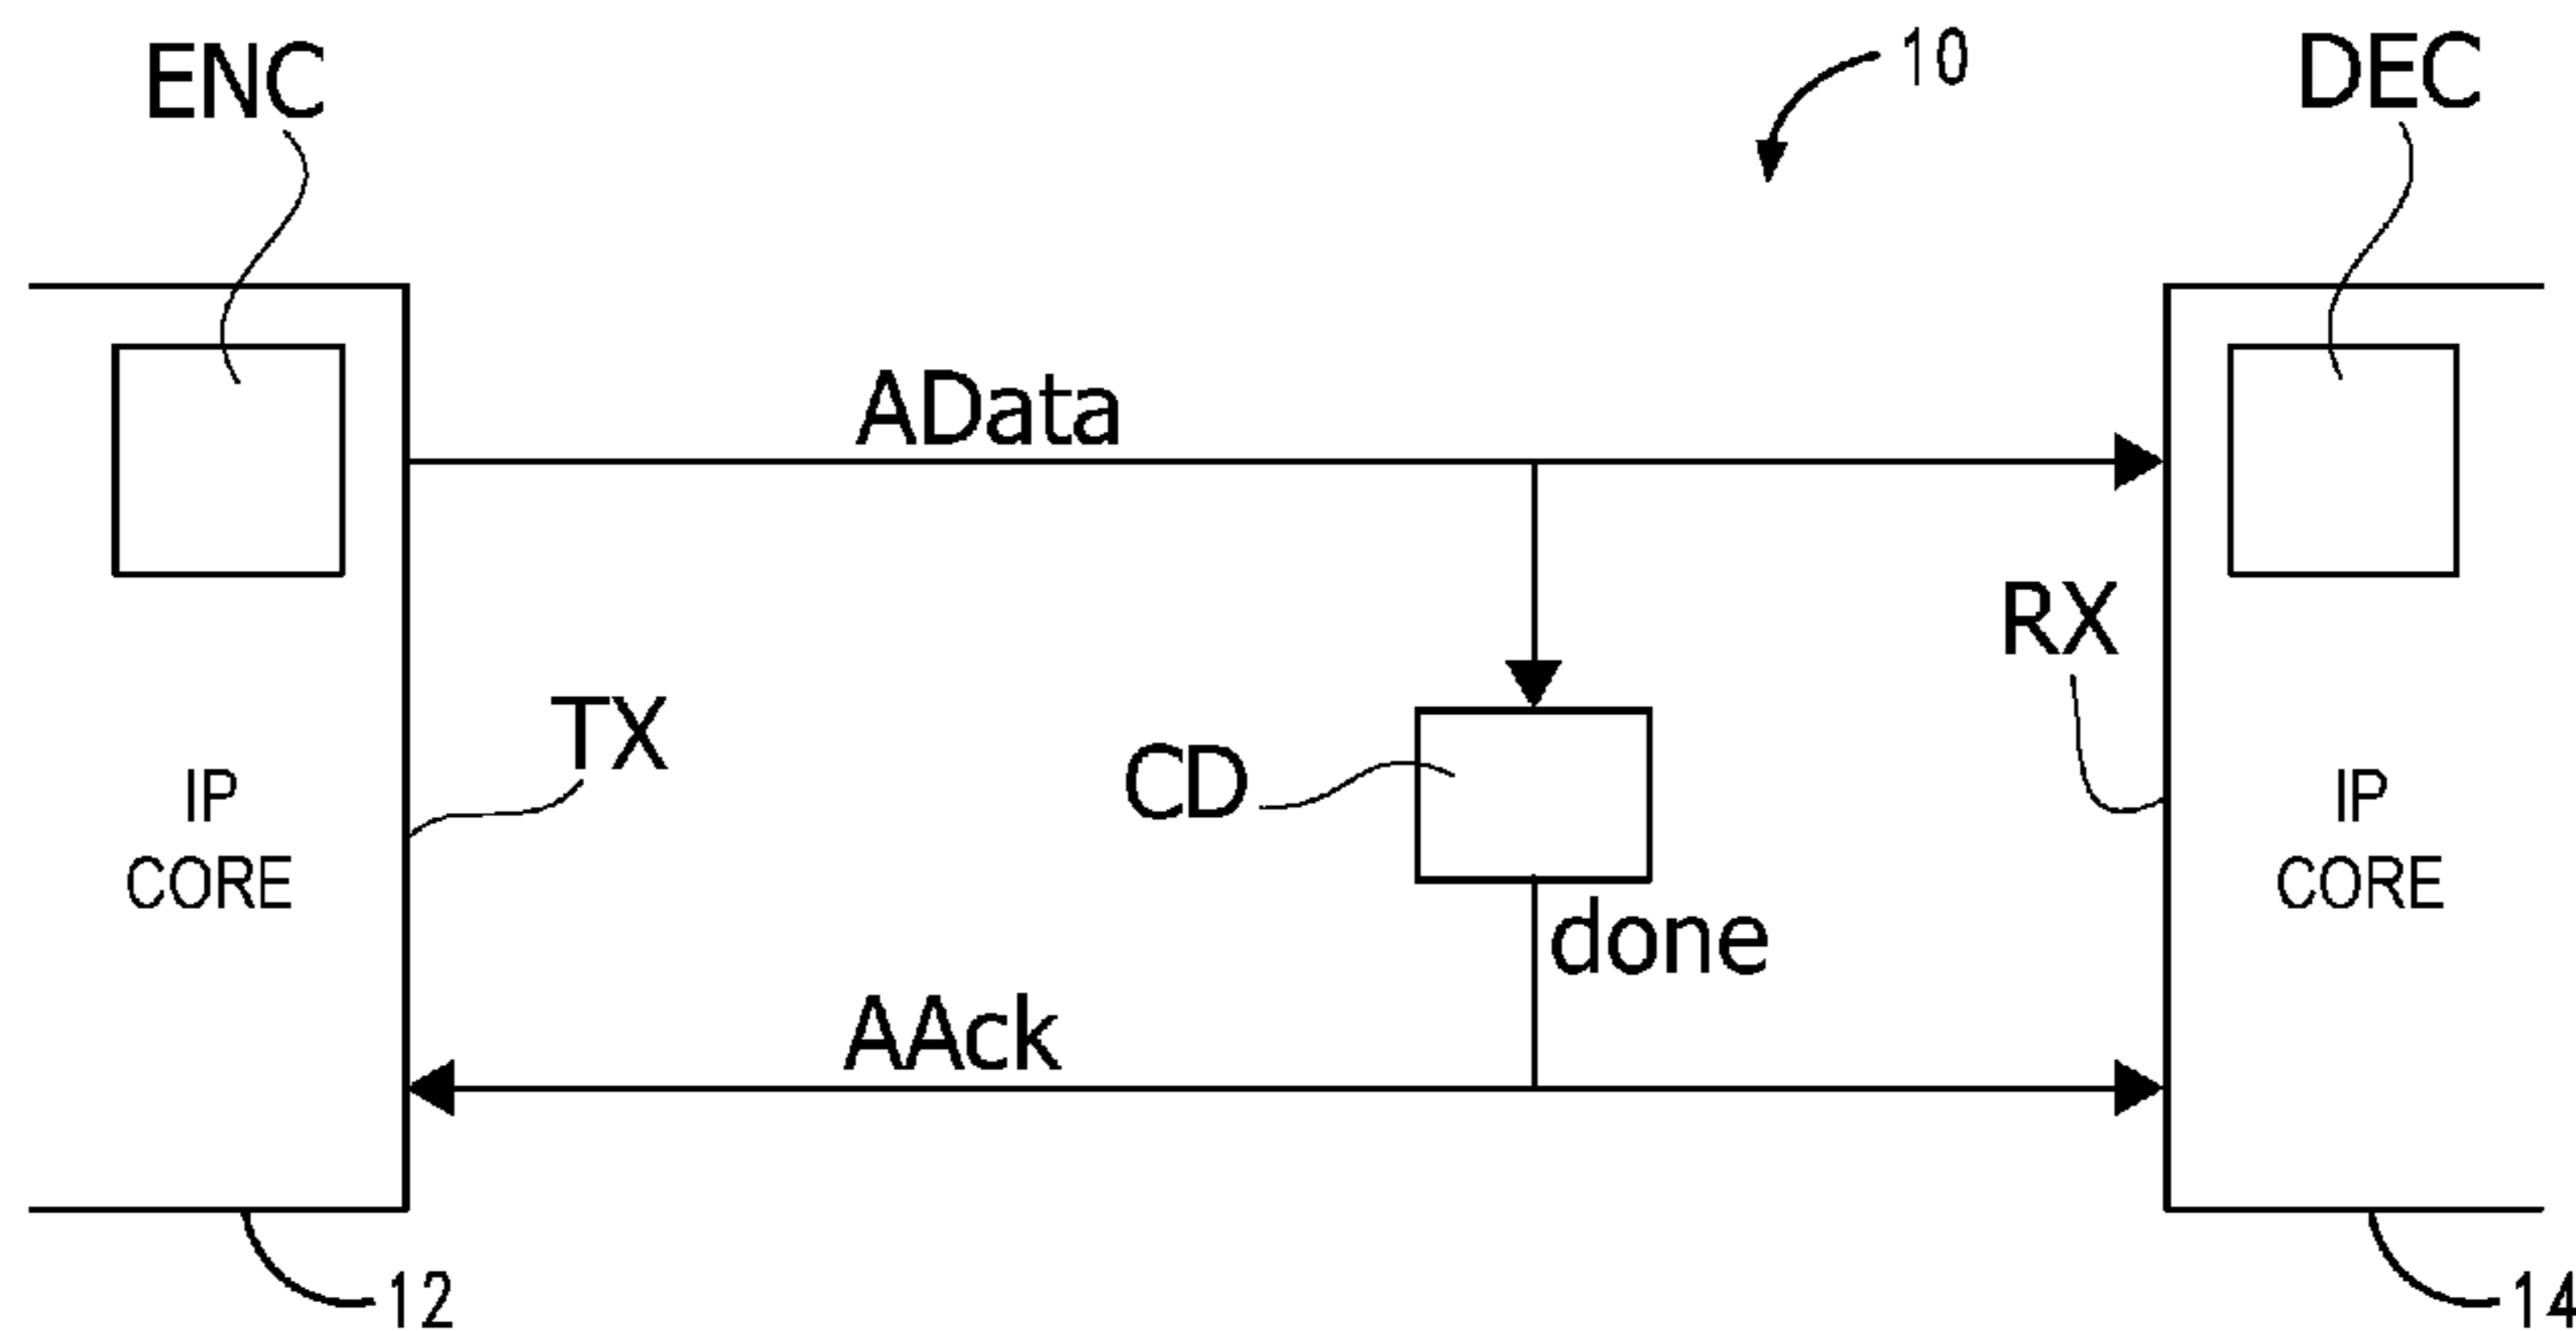 ENC
10
DEC
AData
RX
TX
CD
IP
CORE
IP
CORE
done
AAck
12
14